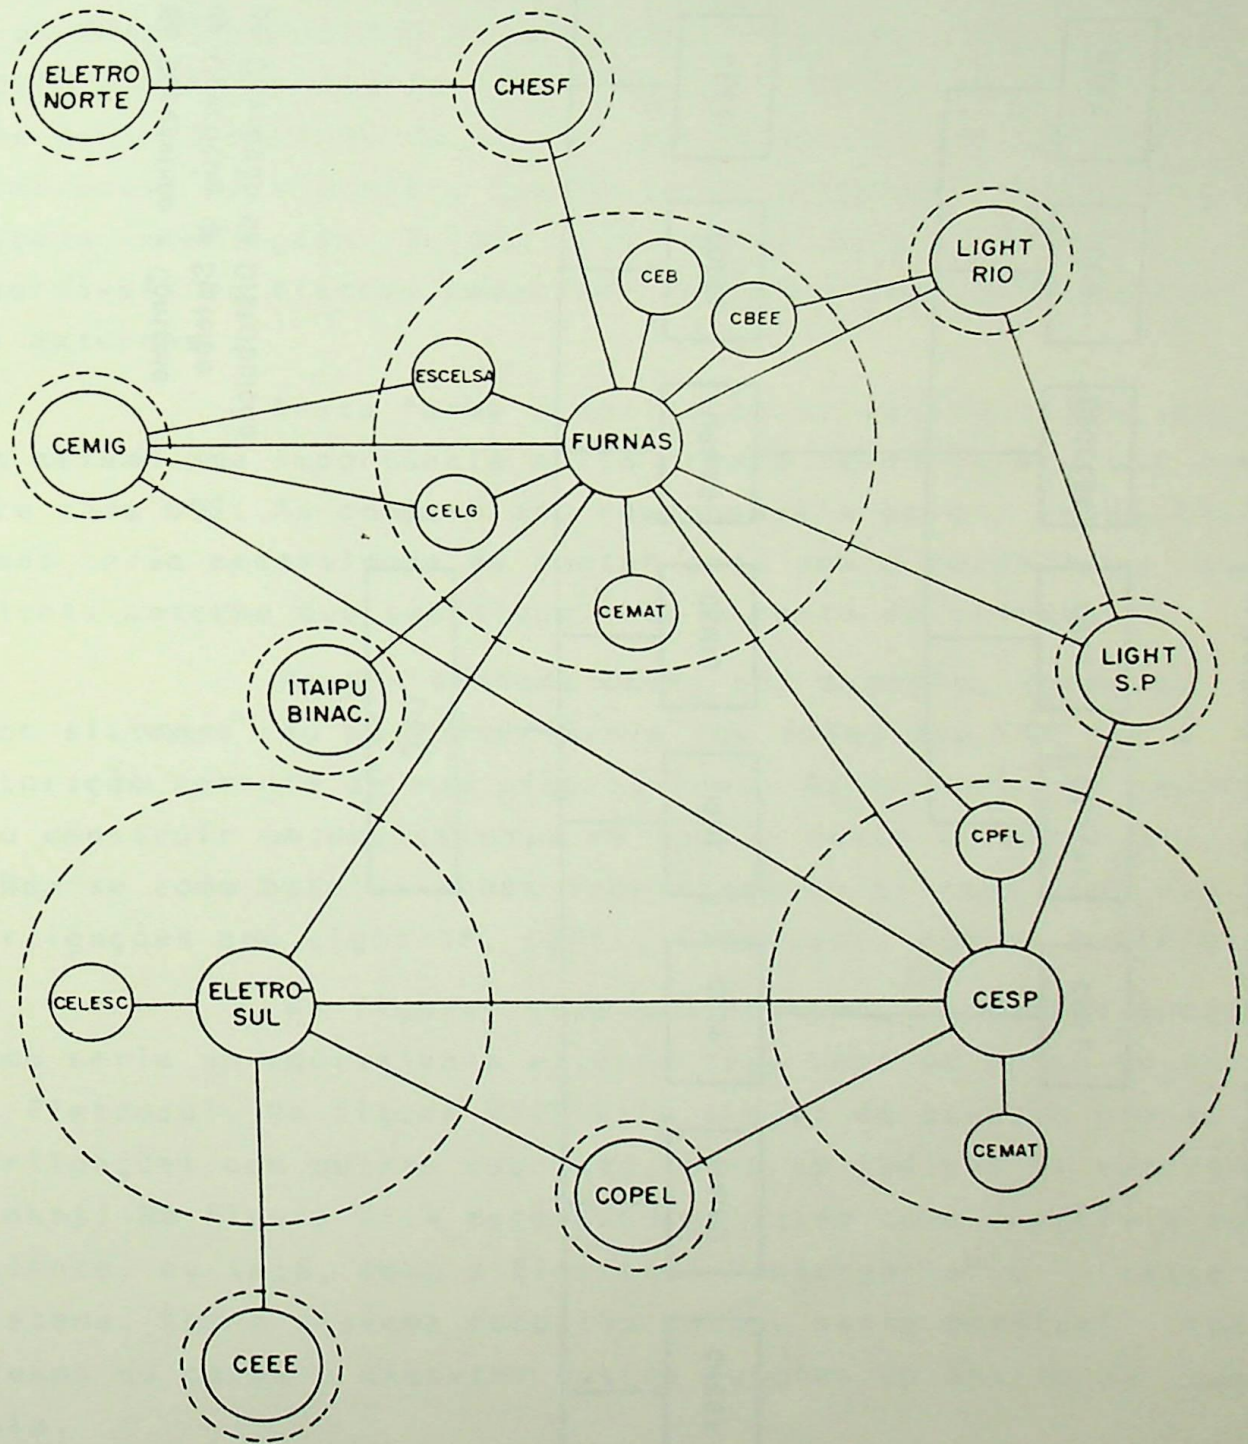 ELETRO
NORTE
CHESF
LIGHT
RIO
CEB
CBEE
ESCELSA
FURNAS
CEMIG
CELG
CEMAT
ITAIPU
BINAC.
LIGHT
S.P
CPFL
CELESC
ELETRO-
SUL
CESP
CEMAT
COPEL
CEEE